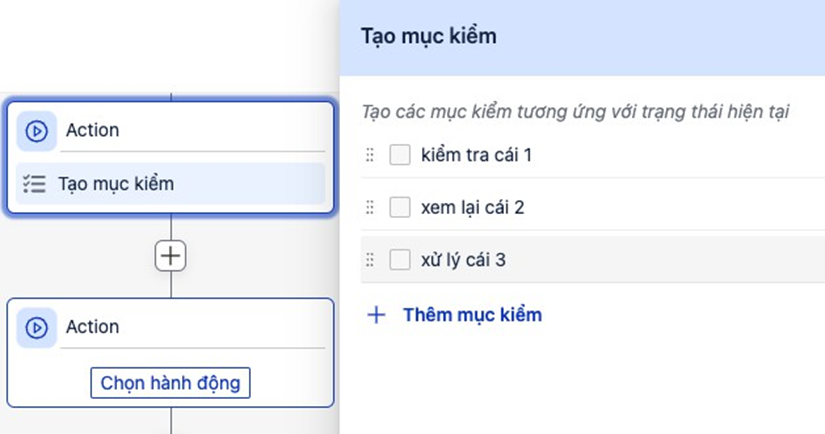 Action
Tạo mục kiểm
Action
Chọn hành động
Tạo mục kiểm
Tạo các mục kiểm tương ứng với trạng thái hiện tại
kiểm tra cái 1
xem lại cái 2
xử lý cái 3
Thêm mục kiểm